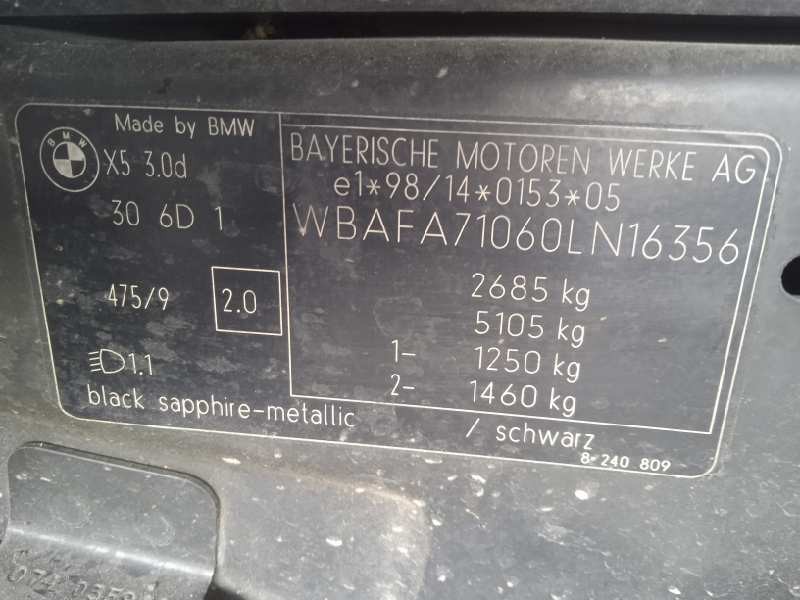 Made by BMW
BMW
X5 3.0d
30 6D 1
475/9
2.0
1.1
black sapphire-metallic / schwarz
8-240 809
BAYERISCHE MOTOREN WERKE AG
e1*98/14*0153*05
WBAFA71060LN16356
2685 kg
5105 kg
1- 1250 kg
2- 1460 kg